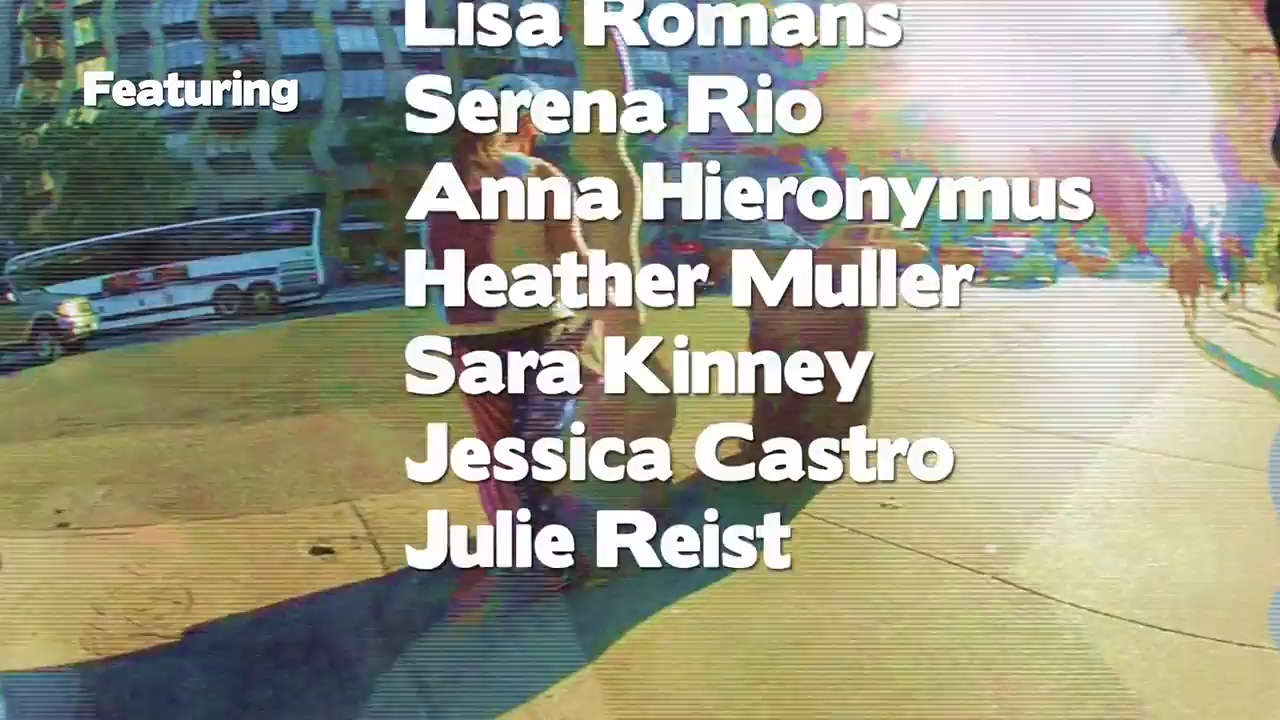 Lisa Romans
Featuring
Serena Rio
Anna Hieronymus
Heather Muller
Sara Kinney
Jessica Castro
Julie Reist